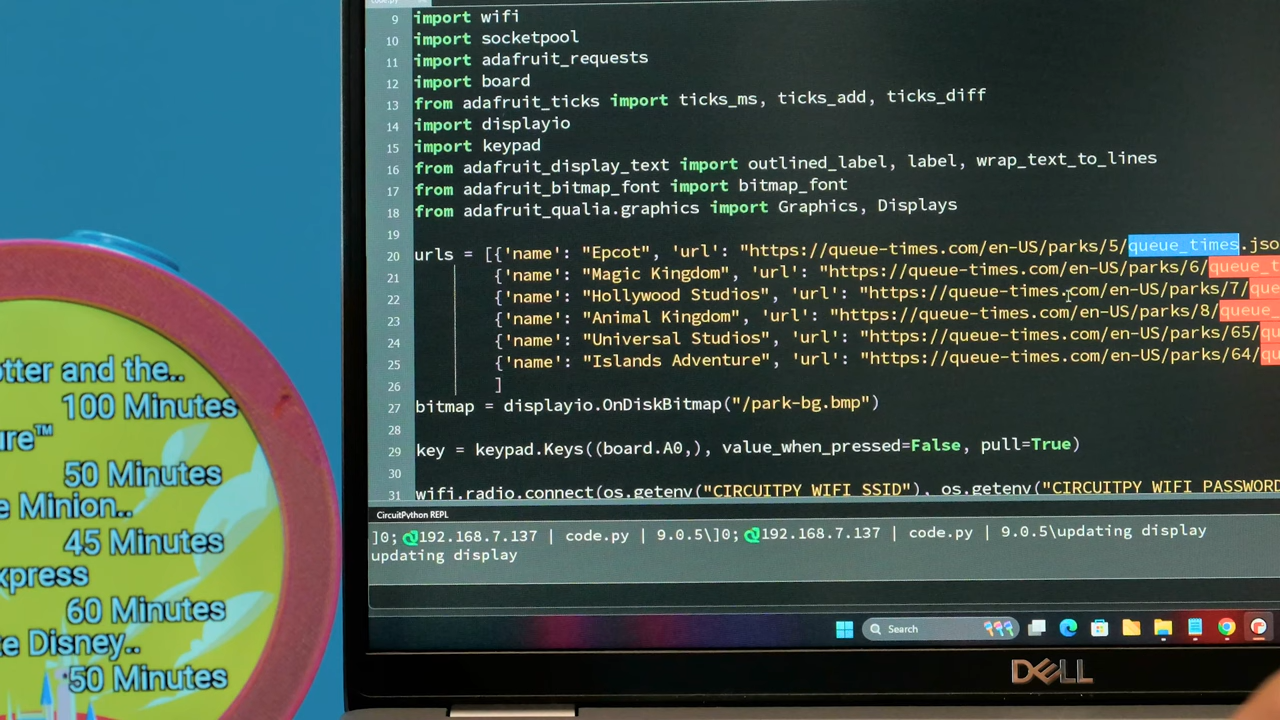 9 import wifi
10 import socketpool
11 import adafruit_requests
12 import board
13 from adafruit_ticks import ticks_ms, ticks_add, ticks_diff
14 import displayio
15 import keypad
16 from adafruit_display_text import outlined_label, label, wrap_text_to_lines
17 from adafruit_bitmap_font import bitmap_font
18 from adafruit_qualia.graphics import Graphics, Displays
19
20 urls = [{'name': "Epcot", 'url': "https://queue-times.com/en-US/parks/5/queue_times.jso
21 {'name': "Magic Kingdom", 'url': "https://queue-times.com/en-US/parks/6/queue_t
22 {'name': "Hollywood Studios", 'url': "https://queue-times.com/en-US/parks/7/que
23 {'name': "Animal Kingdom", 'url': "https://queue-times.com/en-US/parks/8/queue_
24 {'name': "Universal Studios", 'url': "https://queue-times.com/en-US/parks/65/qu
25 {'name': "Islands Adventure", 'url': "https://queue-times.com/en-US/parks/64/qu
26 ]
27 bitmap = displayio.OnDiskBitmap("/park-bg.bmp")
28
29 key = keypad.Keys((board.A0,), value_when_pressed=False, pull=True)
30
31 wifi.radio.connect(os.getenv("CIRCUITPY_WIFI_SSID"), os.getenv("CIRCUITPY_WIFI_PASSWORD
CircuitPython REPL
]0;192.168.7.137 | code.py | 9.0.5\]0;192.168.7.137 | code.py | 9.0.5\updating display
updating display
Search
DELL
otter and the..
100 Minutes
ure™
50 Minutes
e Minion..
45 Minutes
xpress
60 Minutes
te Disney..
50 Minutes